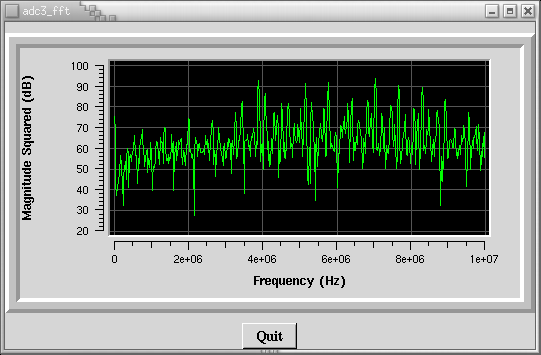 adc3_fft
Magnitude Squared (dB)
100
90
80
70
60
50
40
30
20
0
2e+06
4e+06
6e+06
8e+06
1e+07
Frequency (Hz)
Quit